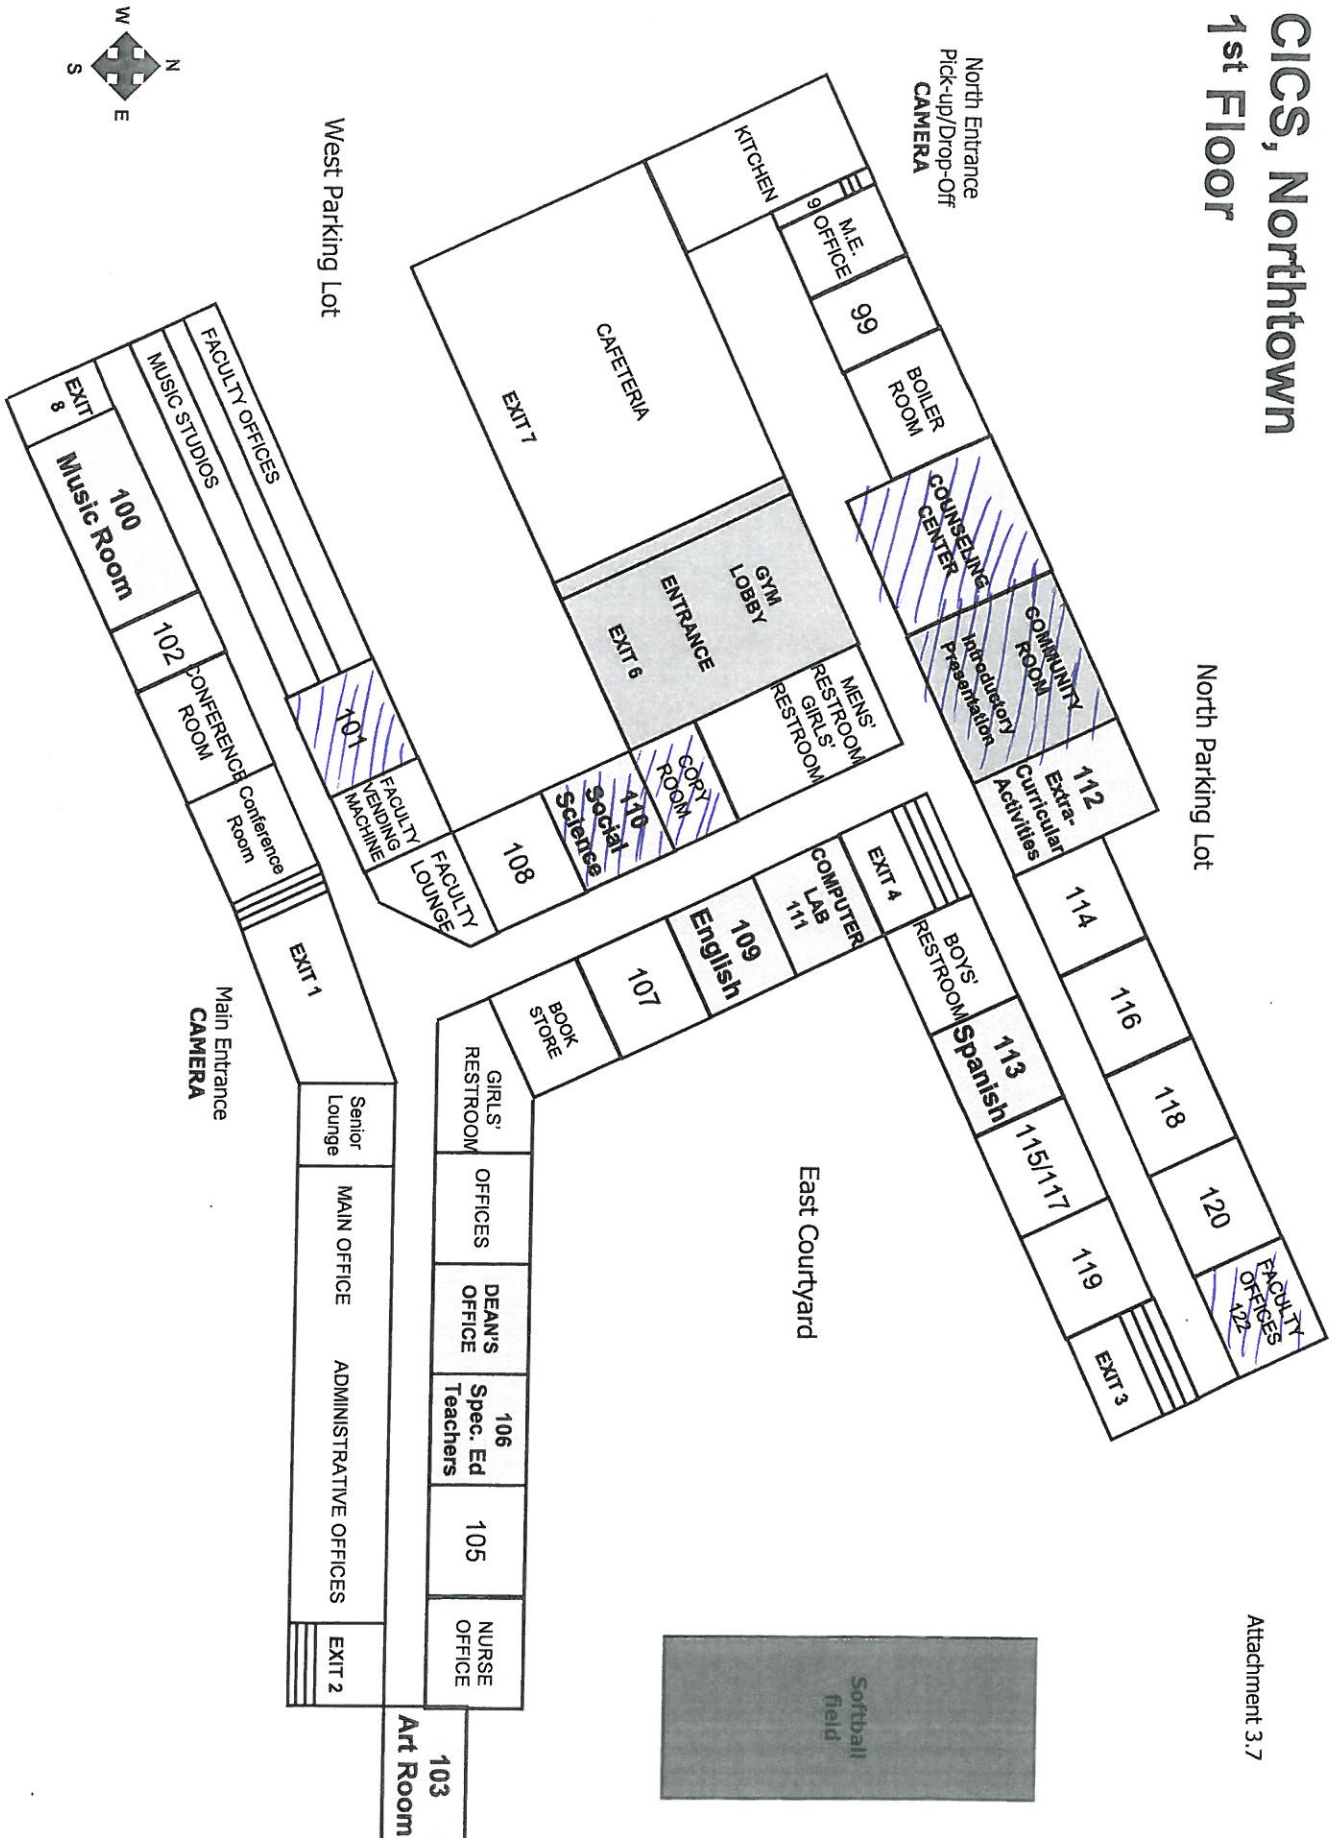 CICS, Northtown
1st Floor
Attachment 3.7
North Entrance
Pick-up/Drop-Off
CAMERA
North Parking Lot
KITCHEN
9
M.E.
OFFICE
99
BOILER
ROOM
COUNSELING
CENTER
COMMUNITY
ROOM
Introductory
Presentation
112
Extra-
Curricular
Activities
114
116
118
120
FACULTY
OFFICES
122
CAFETERIA
EXIT 7
GYM
LOBBY
ENTRANCE
EXIT 6
MENS'
RESTROOM
GIRLS'
RESTROOM
COPY
ROOM
110
Social
Science
108
FACULTY
LOUNGE
EXIT 4
COMPUTER
LAB
111
109
English
107
BOOK
STORE
BOYS'
RESTROOM
113
Spanish
115/117
119
EXIT 3
West Parking Lot
East Courtyard
Softball
field
FACULTY OFFICES
MUSIC STUDIOS
EXIT
8
100
Music Room
102
CONFERENCE
ROOM
Conference
Room
101
FACULTY
VENDING
MACHINE
EXIT 1
Main Entrance
CAMERA
GIRLS'
RESTROOM
OFFICES
DEAN'S
OFFICE
106
Spec. Ed
Teachers
105
NURSE
OFFICE
Senior
Lounge
MAIN OFFICE
ADMINISTRATIVE OFFICES
EXIT 2
103
Art Room
N
W
E
S